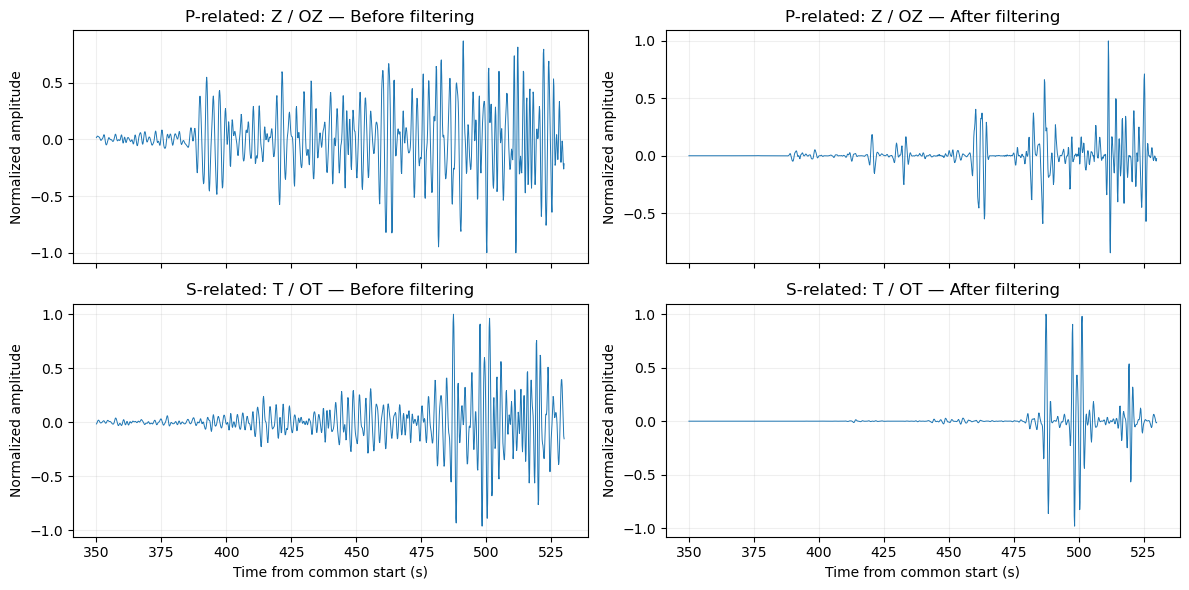 P-related: Z / OZ — Before filtering
P-related: Z / OZ — After filtering
Normalized amplitude
0.5
0.0
−0.5
−1.0
Normalized amplitude
1.0
0.5
0.0
−0.5
S-related: T / OT — Before filtering
S-related: T / OT — After filtering
Normalized amplitude
1.0
0.5
0.0
−0.5
−1.0
350 375 400 425 450 475 500 525
Time from common start (s)
Normalized amplitude
1.0
0.5
0.0
−0.5
−1.0
350 375 400 425 450 475 500 525
Time from common start (s)